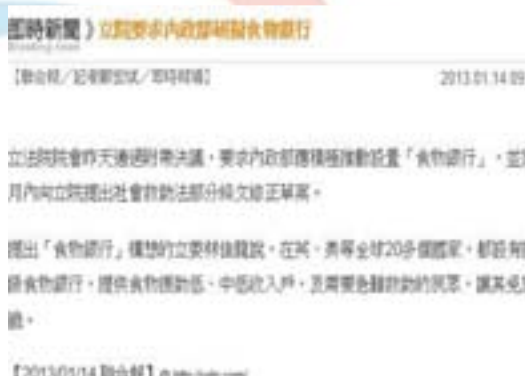 即時新聞》立院要求內政部研擬食物銀行
【聯合報/記者 /即時報導】 2013.01.14 09
立法院院會昨天通過附帶決議,要求內政部應積極推動設置「食物銀行」,並
月內向立院提出社會救助法部分條文修正草案。
提出「食物銀行」構想的立委林佳龍說,在英、美等全球20多個國家,都設有
食物銀行,提供食物援助低、中低收入戶,及需要急難救助的民眾,讓其免
餓。
【2013/01/14 聯合報】